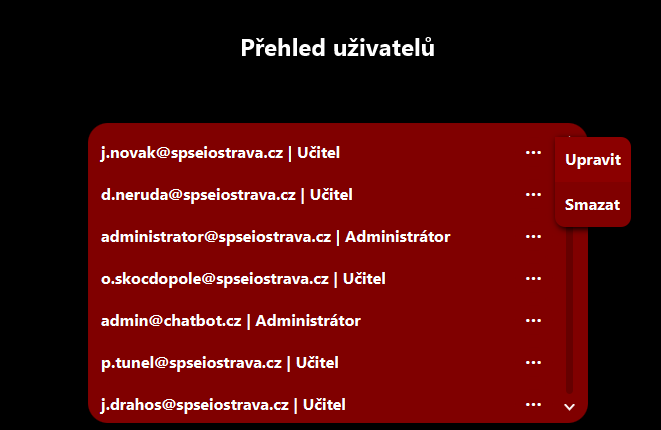 Přehled uživatelů
j.novak@spseiostrava.cz | Učitel ...
Upravit
d.neruda@spseiostrava.cz | Učitel ...
Smazat
administrator@spseiostrava.cz | Administrátor ...
o.skocdopole@spseiostrava.cz | Učitel ...
admin@chatbot.cz | Administrátor ...
p.tunel@spseiostrava.cz | Učitel ...
j.drahos@spseiostrava.cz | Učitel ...